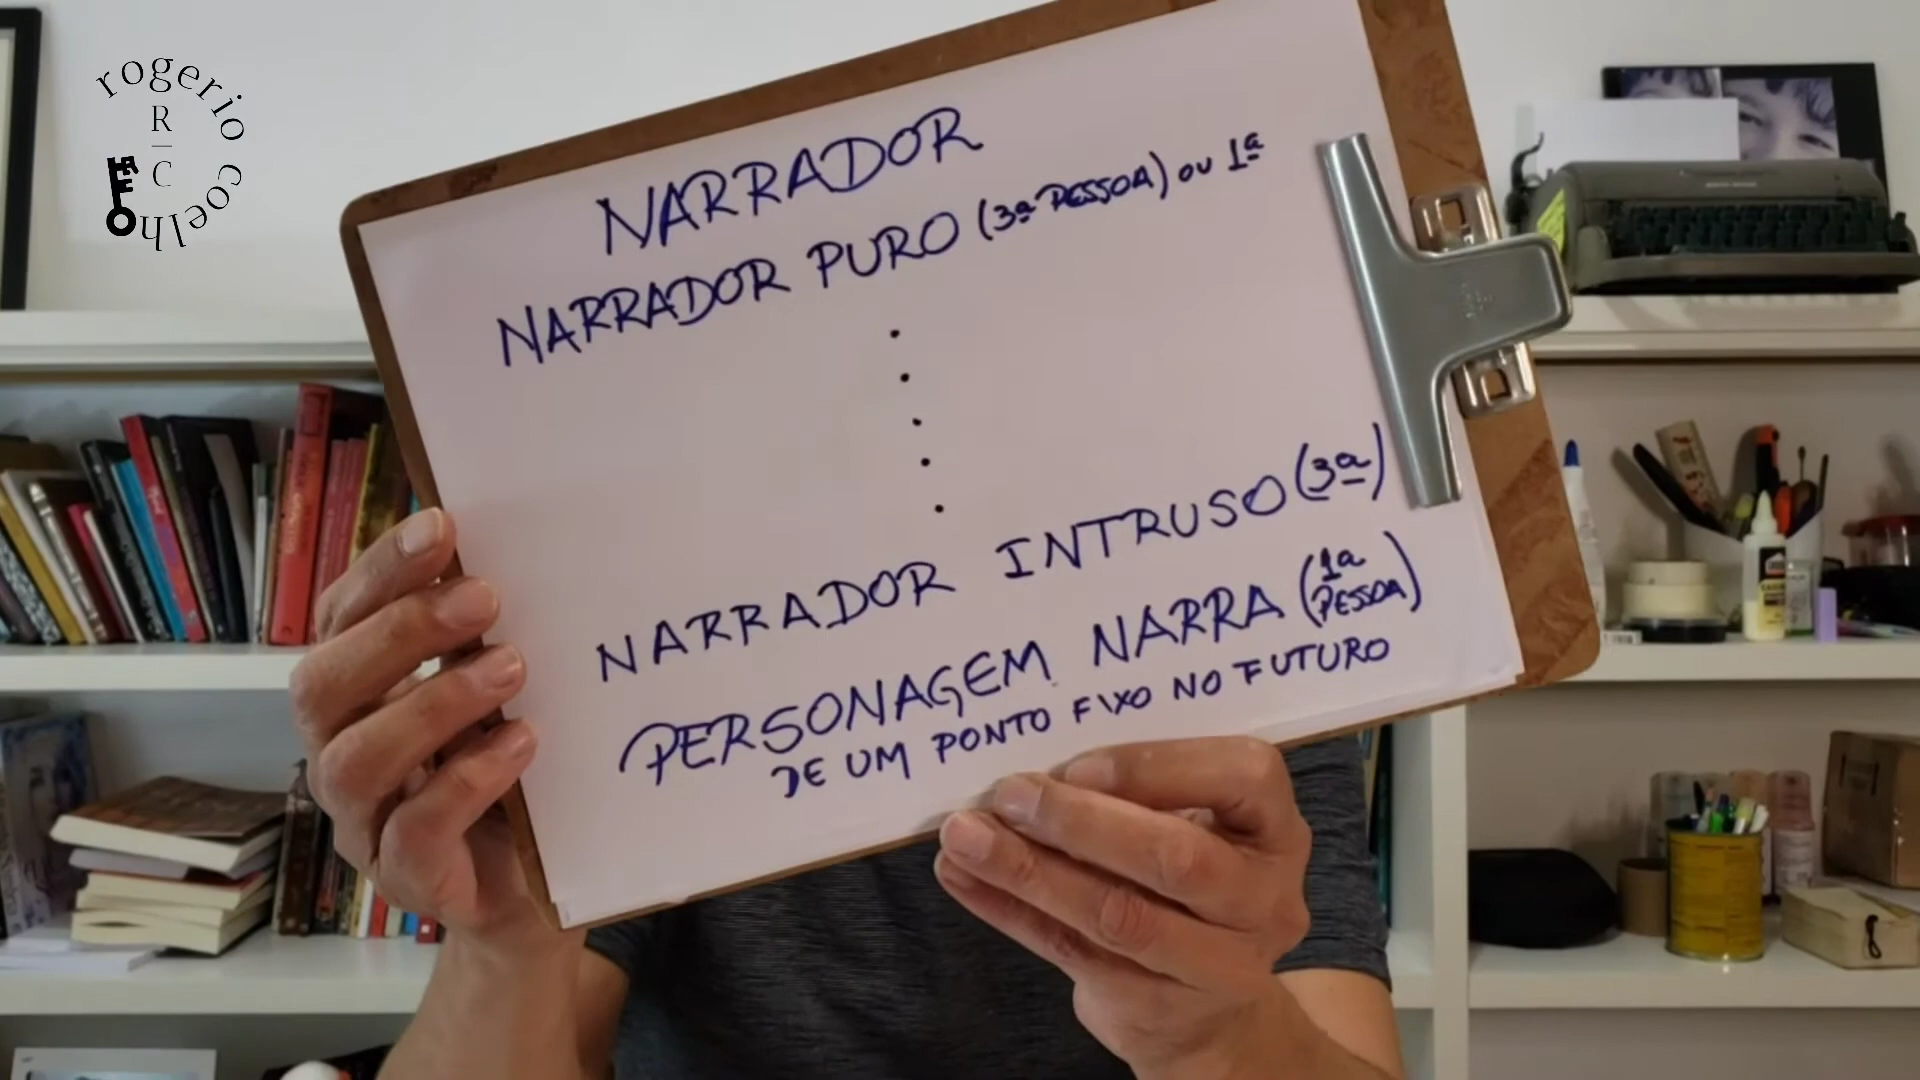 rogerio coelho
R
C
NARRADOR
NARRADOR PURO (3ª PESSOA) OU 1ª
NARRADOR INTRUSO (3ª)
PERSONAGEM NARRA (1ª PESSOA)
DE UM PONTO FIXO NO FUTURO